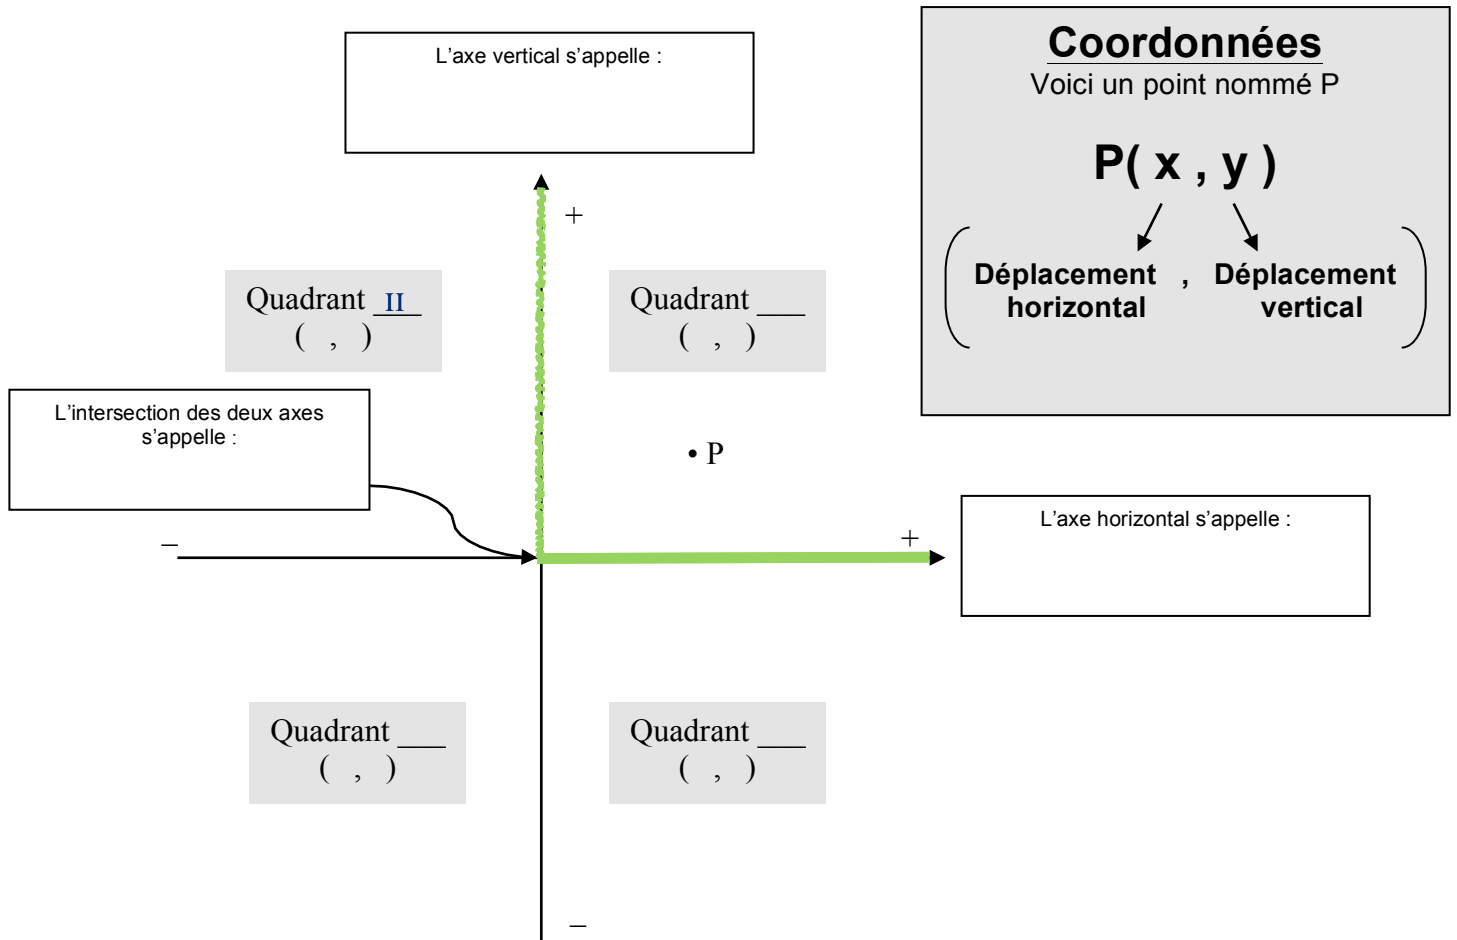 L'axe vertical s'appelle :
Coordonnées
Voici un point nommé P
P( x , y )
Déplacement , Déplacement
horizontal vertical
+
Quadrant II
( , )
Quadrant ___
( , )
L'intersection des deux axes
s'appelle :
• P
L'axe horizontal s'appelle :
– +
Quadrant ___
( , )
Quadrant ___
( , )
–